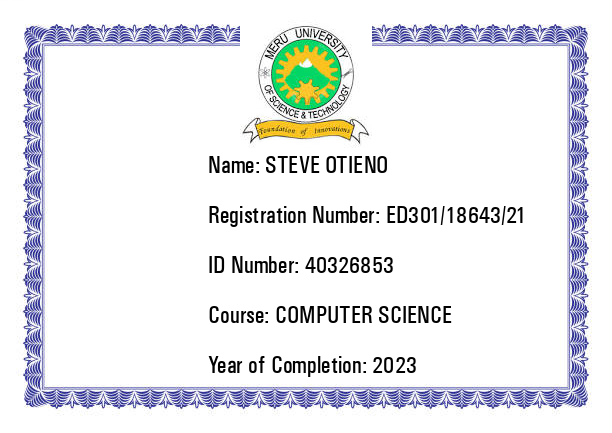 MERU UNIVERSITY
OF SCIENCE & TECHNOLOGY
Foundation of Innovations
Name: STEVE OTIENO
Registration Number: ED301/18643/21
ID Number: 40326853
Course: COMPUTER SCIENCE
Year of Completion: 2023